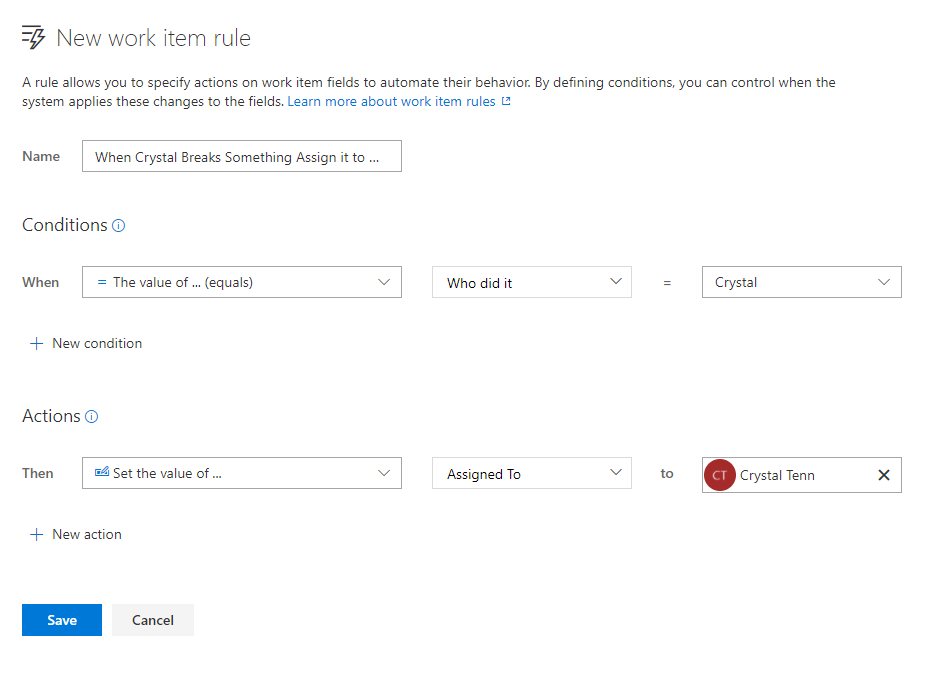 New work item rule
A rule allows you to specify actions on work item fields to automate their behavior. By defining conditions, you can control when the
system applies these changes to the fields. Learn more about work item rules
Name When Crystal Breaks Something Assign it to ...
Conditions
When = The value of ... (equals) Who did it = Crystal
+ New condition
Actions
Then Set the value of ... Assigned To to CT Crystal Tenn
+ New action
Save Cancel